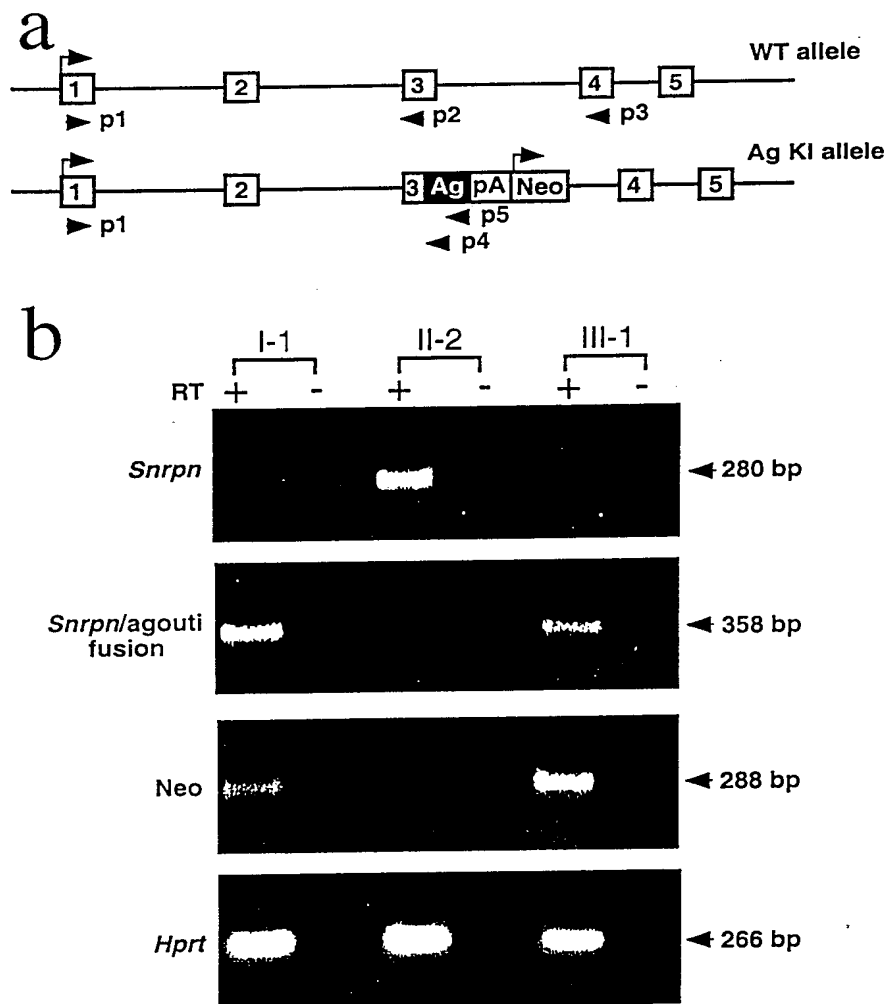 a
WT allele
1 2 3 4 5
p1 p2 p3
Ag KI allele
1 2 3 Ag pA Neo 4 5
p1 p5
p4
b
I-1 II-2 III-1
RT + - + - + -
Snrpn 280 bp
Snrpn/agouti
fusion 358 bp
Neo 288 bp
Hprt 266 bp